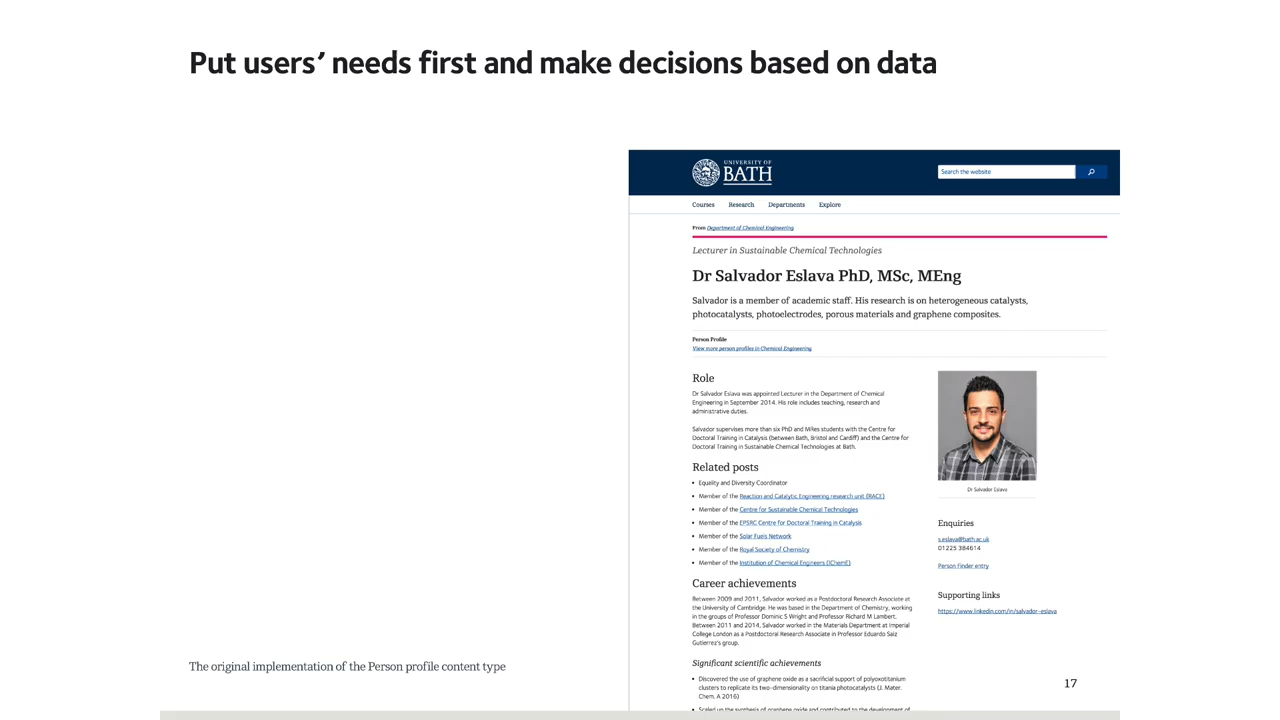 Put users’ needs first and make decisions based on data
UNIVERSITY OF
BATH
Search the website
Courses Research Departments Explore
From Department of Chemical Engineering
Lecturer in Sustainable Chemical Technologies
Dr Salvador Eslava PhD, MSc, MEng
Salvador is a member of academic staff. His research is on heterogeneous catalysts,
photocatalysts, photoelectrodes, porous materials and graphene composites.
Person Profile
View more person profiles in Chemical Engineering
Role
Dr Salvador Eslava was appointed Lecturer in the Department of Chemical
Engineering in September 2014. His role includes teaching, research and
administrative duties.
Salvador supervises more than six PhD and MRes students with the Centre for
Doctoral Training in Catalysis (between Bath, Bristol and Cardiff) and the Centre for
Doctoral Training in Sustainable Chemical Technologies at Bath.
Related posts
• Equality and Diversity Coordinator
• Member of the Reaction and Catalytic Engineering research unit (RACE)
• Member of the Centre for Sustainable Chemical Technologies
• Member of the EPSRC Centre for Doctoral Training in Catalysis
• Member of the Solar Fuels Network
• Member of the Royal Society of Chemistry
• Member of the Institution of Chemical Engineers (IChemE)
Career achievements
Between 2009 and 2011, Salvador worked as a Postdoctoral Research Associate at
the University of Cambridge. He was based in the Department of Chemistry, working
in the groups of Professor Dominic S Wright and Professor Richard M Lambert.
Between 2011 and 2014, Salvador worked in the Materials Department at Imperial
College London as a Postdoctoral Research Associate in Professor Eduardo Saiz
Gutierrez's group.
Significant scientific achievements
• Discovered the use of graphene oxide as a sacrificial support of polyoxotitanium
clusters to replicate its two-dimensionality on titania photocatalysts (J. Mater.
Chem. A 2016)
• Scaled up the synthesis of graphene oxide and contributed to the development of
Dr Salvador Eslava
Enquiries
s.eslava@bath.ac.uk
01225 384614
Person finder entry
Supporting links
https://www.linkedin.com/in/salvador-eslava
The original implementation of the Person profile content type
17